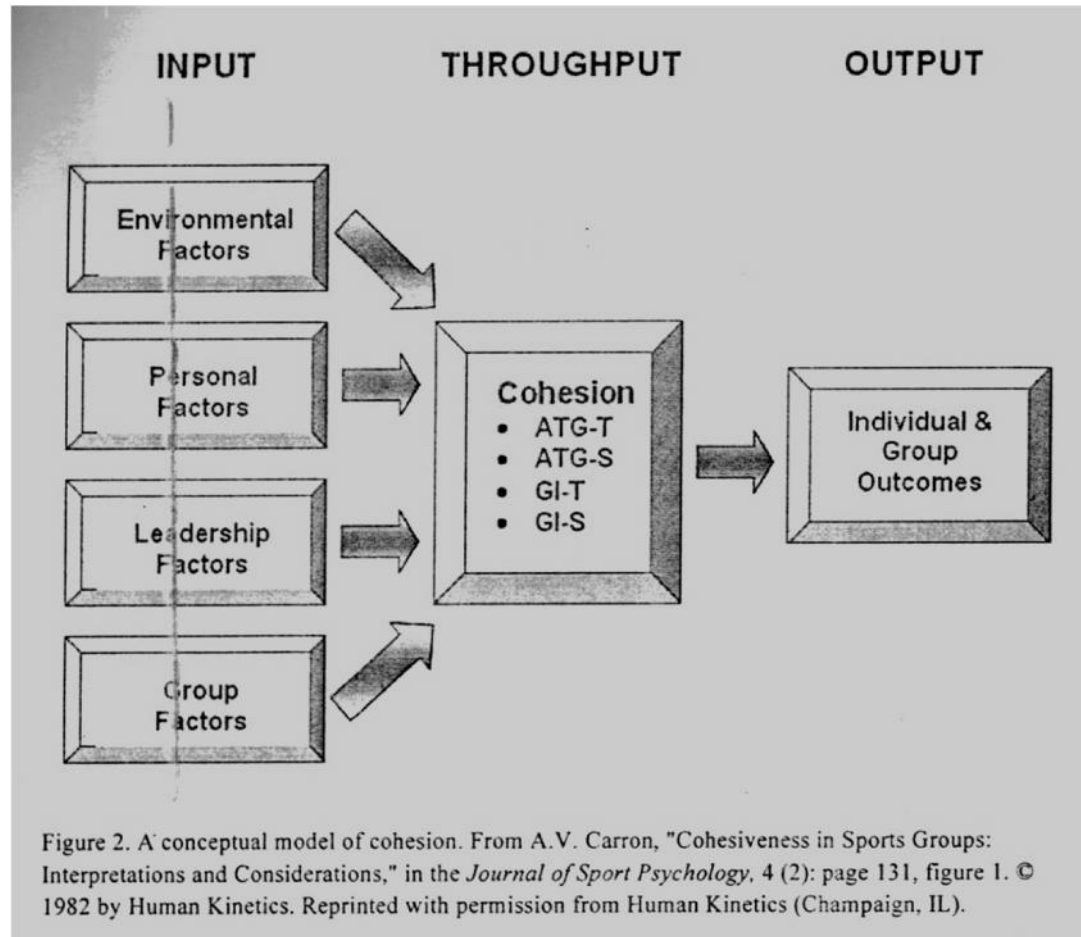 INPUT
THROUGHPUT
OUTPUT
Environmental
Factors
Personal
Factors
Leadership
Factors
Group
Factors
Cohesion
• ATG-T
• ATG-S
• GI-T
• GI-S
Individual &
Group
Outcomes
Figure 2. A conceptual model of cohesion. From A.V. Carron, "Cohesiveness in Sports Groups:
Interpretations and Considerations," in the Journal of Sport Psychology, 4 (2): page 131, figure 1. ©
1982 by Human Kinetics. Reprinted with permission from Human Kinetics (Champaign, IL).